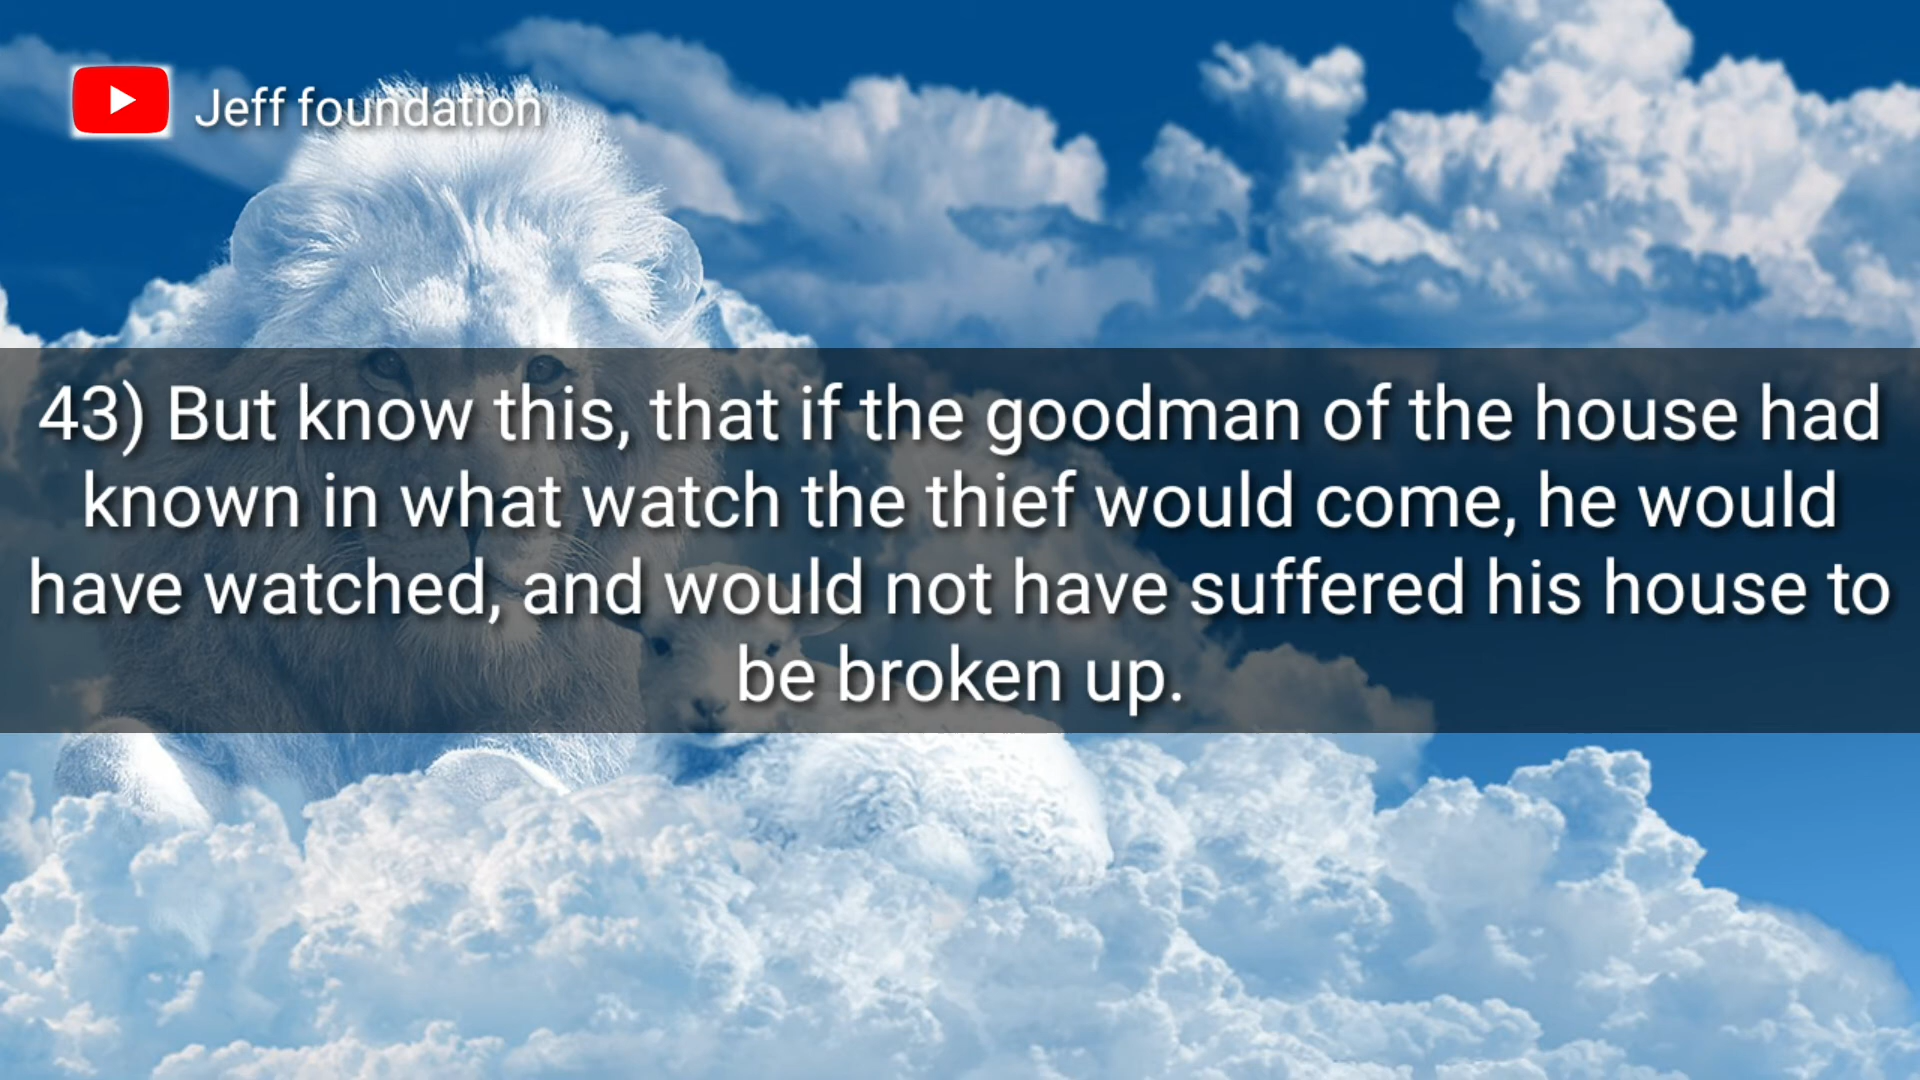 Jeff foundation
43) But know this, that if the goodman of the house had
known in what watch the thief would come, he would
have watched, and would not have suffered his house to
be broken up.